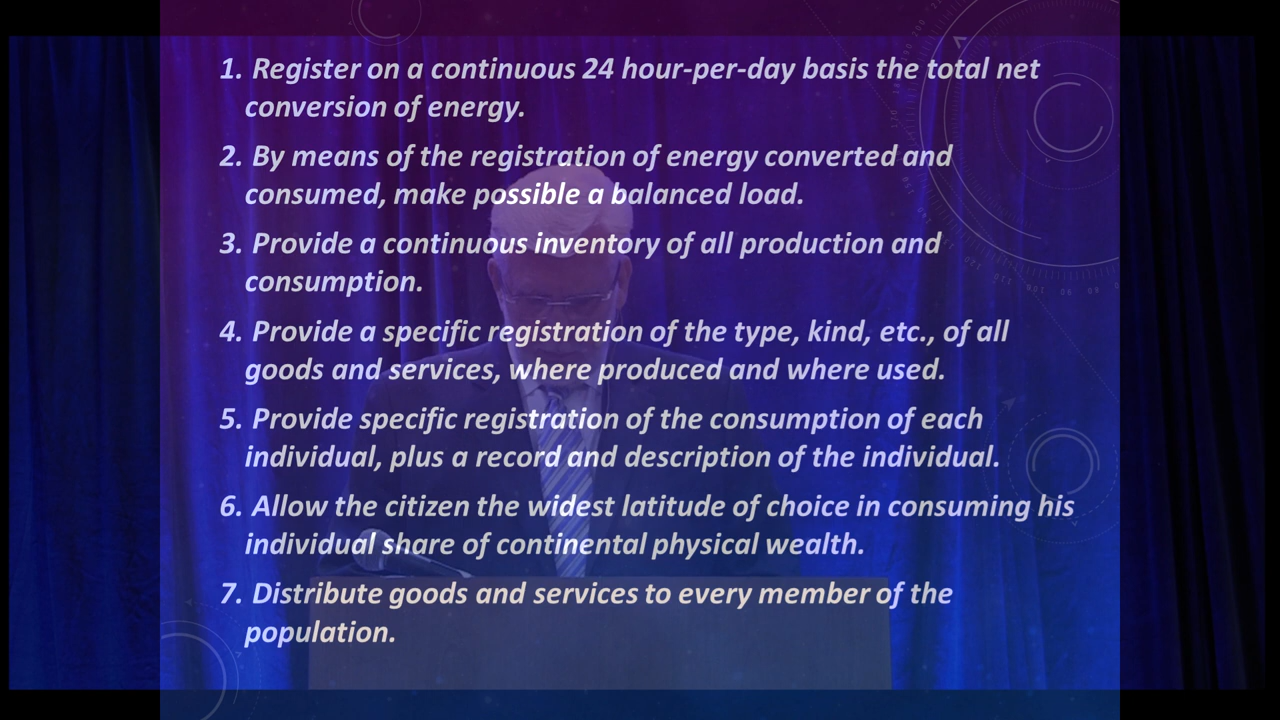 1. Register on a continuous 24 hour-per-day basis the total net
conversion of energy.
2. By means of the registration of energy converted and
consumed, make possible a balanced load.
3. Provide a continuous inventory of all production and
consumption.
4. Provide a specific registration of the type, kind, etc., of all
goods and services, where produced and where used.
5. Provide specific registration of the consumption of each
individual, plus a record and description of the individual.
6. Allow the citizen the widest latitude of choice in consuming his
individual share of continental physical wealth.
7. Distribute goods and services to every member of the
population.